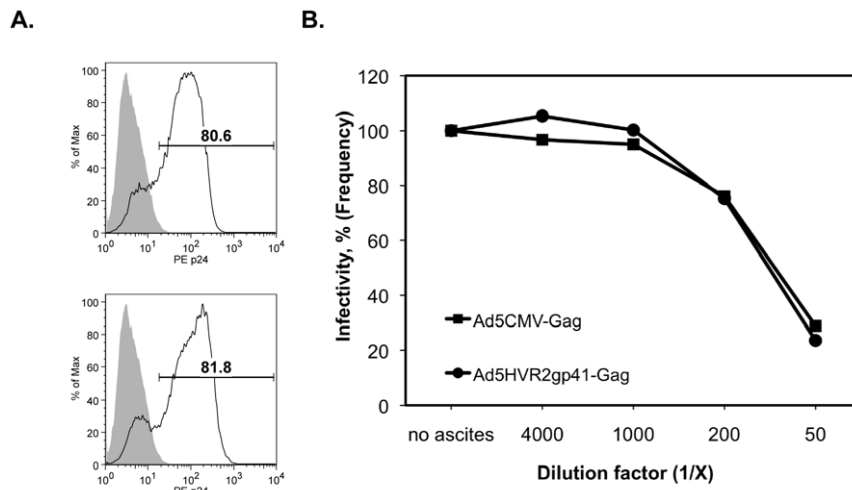 A.
100
80
60
40
20
0
% of Max
80.6
10^0 10^1 10^2 10^3 10^4
PE p24
100
80
60
40
20
0
% of Max
81.8
10^0 10^1 10^2 10^3 10^4
PE p24
B.
120
100
80
60
40
20
0
Infectivity, % (Frequency)
Ad5CMV-Gag
Ad5HVR2gp41-Gag
no ascites 4000 1000 200 50
Dilution factor (1/X)